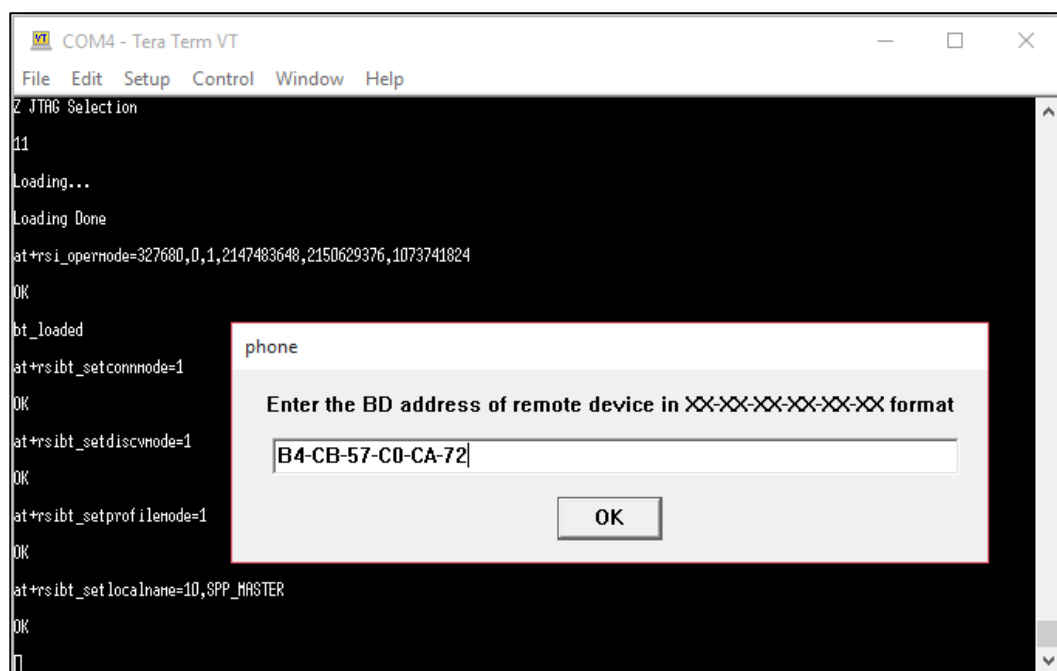 COM4 - Tera Term VT
File Edit Setup Control Window Help
Z JTAG Selection
11
Loading...
Loading Done
at+rsi_opermode=327680,0,1,2147483648,2150629376,1073741824
OK
bt_loaded
at+rsibt_setconnmode=1
OK
at+rsibt_setdiscvmode=1
OK
at+rsibt_setprofilemode=1
OK
at+rsibt_setlocalname=10,SPP_MASTER
OK
phone
Enter the BD address of remote device in XX-XX-XX-XX-XX-XX format
B4-CB-57-C0-CA-72
OK